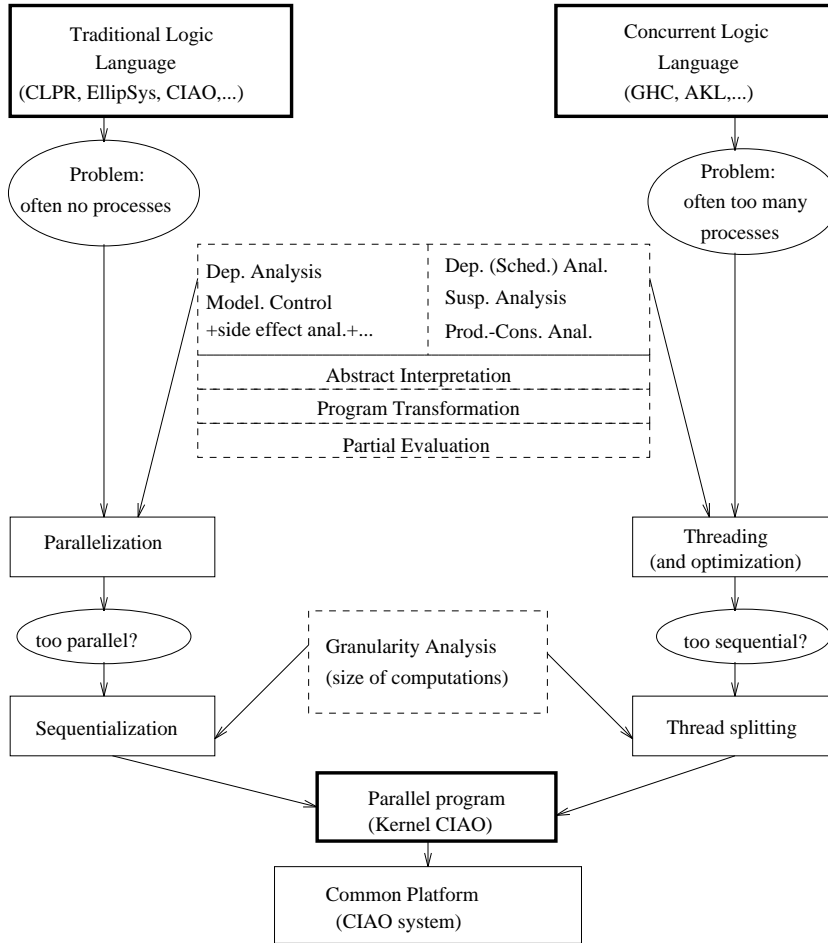 Traditional Logic
Language
(CLPR, EllipSys, CIAO,...)
Concurrent Logic
Language
(GHC, AKL,...)
Problem:
often no processes
Problem:
often too many
processes
Dep. Analysis
Model. Control
+side effect anal.+...
Dep. (Sched.) Anal.
Susp. Analysis
Prod.-Cons. Anal.
Abstract Interpretation
Program Transformation
Partial Evaluation
Parallelization
Threading
(and optimization)
too parallel?
Granularity Analysis
(size of computations)
too sequential?
Sequentialization
Thread splitting
Parallel program
(Kernel CIAO)
Common Platform
(CIAO system)